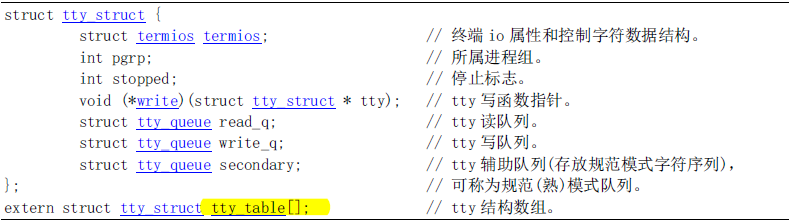 struct tty_struct {
struct termios termios; // 终端 io 属性和控制字符数据结构。
int pgrp; // 所属进程组。
int stopped; // 停止标志。
void (*write)(struct tty_struct * tty); // tty 写函数指针。
struct tty_queue read_q; // tty 读队列。
struct tty_queue write_q; // tty 写队列。
struct tty_queue secondary; // tty 辅助队列(存放规范模式字符序列),
}; // 可称为规范(熟)模式队列。
extern struct tty_struct tty_table[]; // tty 结构数组。